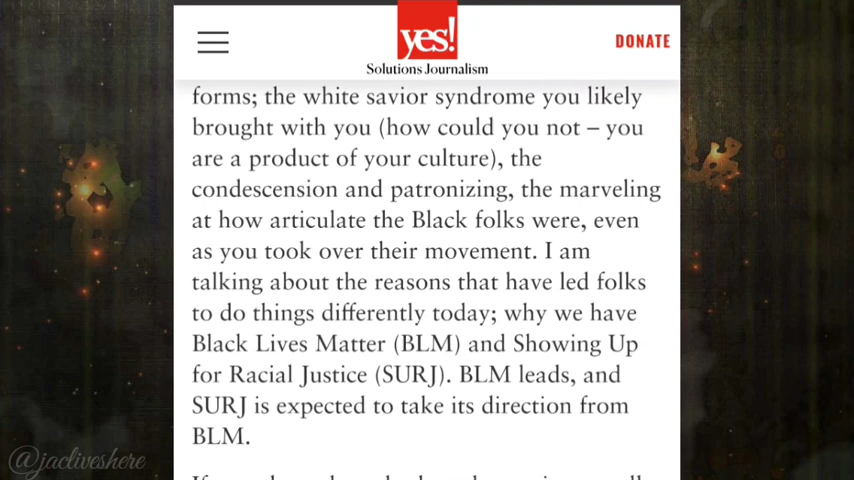 yes!
DONATE
Solutions Journalism
forms; the white savior syndrome you likely
brought with you (how could you not – you
are a product of your culture), the
condescension and patronizing, the marveling
at how articulate the Black folks were, even
as you took over their movement. I am
talking about the reasons that have led folks
to do things differently today; why we have
Black Lives Matter (BLM) and Showing Up
for Racial Justice (SURJ). BLM leads, and
SURJ is expected to take its direction from
BLM.
@jacliveshere